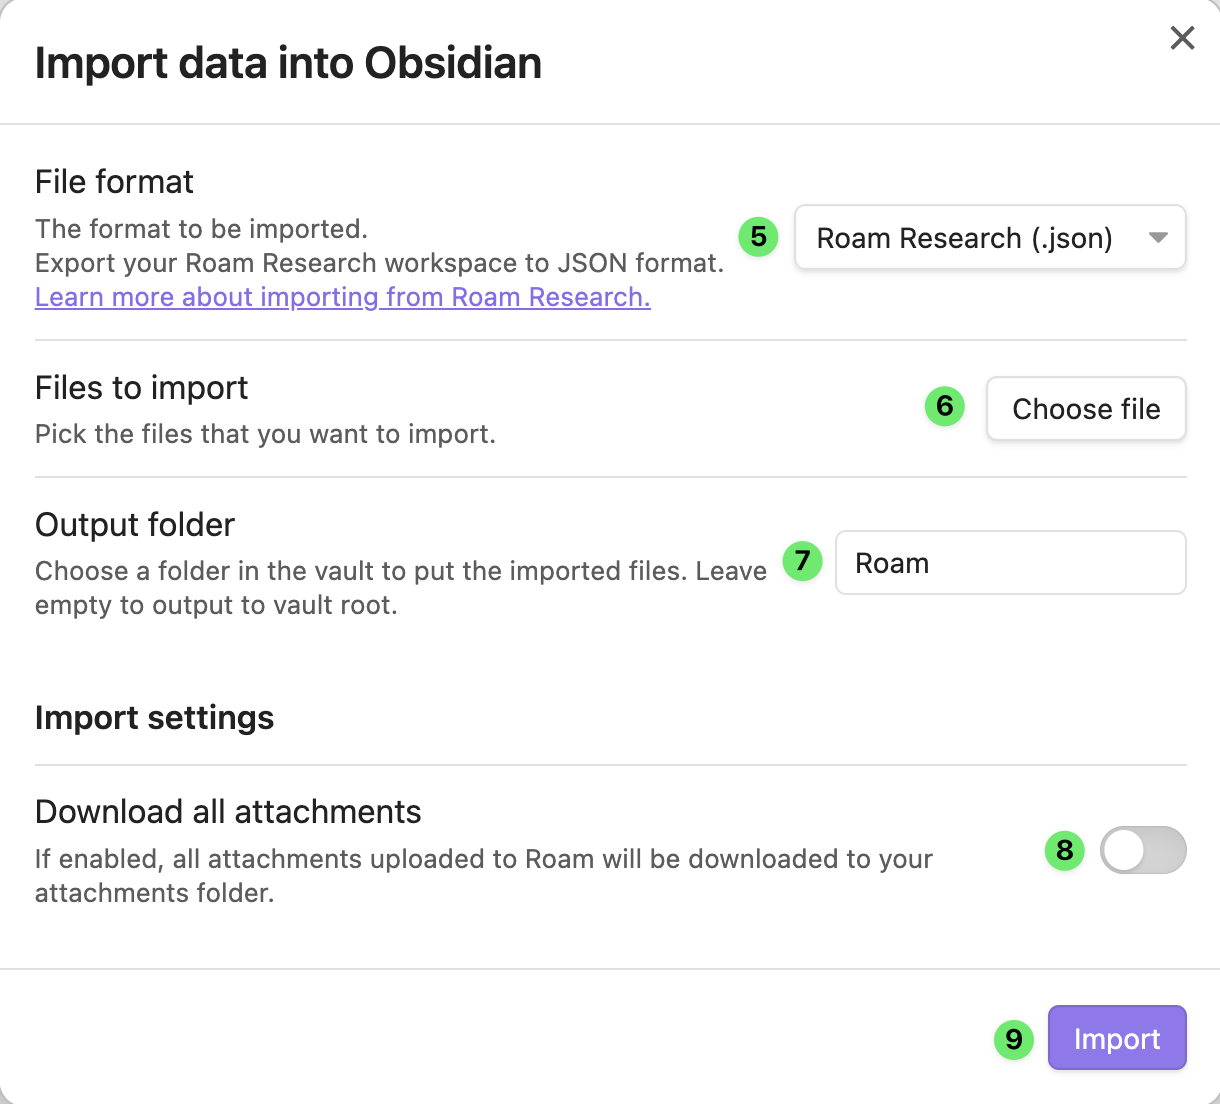 Import data into Obsidian
File format
The format to be imported.
Export your Roam Research workspace to JSON format.
Learn more about importing from Roam Research.
5
Roam Research (.json)
Files to import
Pick the files that you want to import.
6
Choose file
Output folder
Choose a folder in the vault to put the imported files. Leave
empty to output to vault root.
7
Roam
Import settings
Download all attachments
If enabled, all attachments uploaded to Roam will be downloaded to your
attachments folder.
8
9
Import